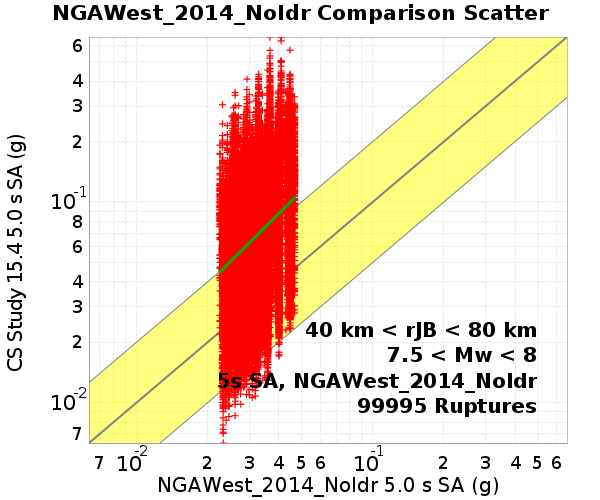 NGAWest_2014_NoIdr Comparison Scatter
CS Study 15.4 5.0 s SA (g)
6
4
3
2
10-1
8
6
4
3
2
10-2
7
40 km < rJB < 80 km
7.5 < Mw < 8
5s SA, NGAWest_2014_NoIdr
99995 Ruptures
7 10-2 2 3 4 5 6 10-1 2 3 4 5 6
NGAWest_2014_NoIdr 5.0 s SA (g)